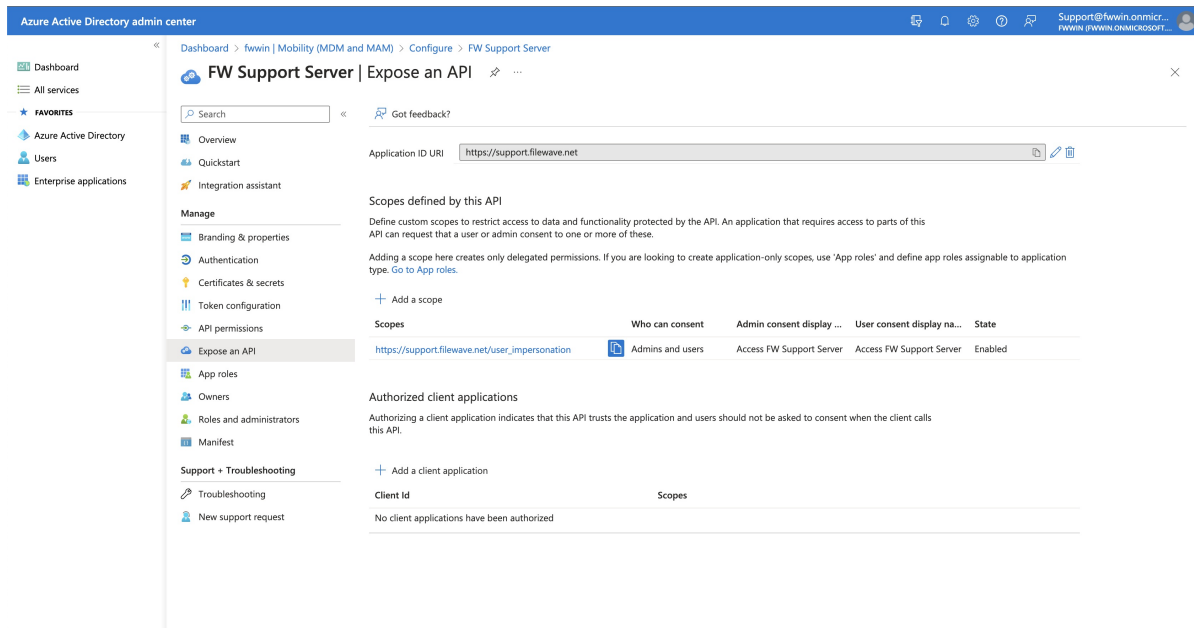 Azure Active Directory admin center
Support@fwwin.onmicr...
FWWIN (FWWIN.ONMICROSOFT....
«
Dashboard
All services
FAVORITES
Azure Active Directory
Users
Enterprise applications
Dashboard > fwwin | Mobility (MDM and MAM) > Configure > FW Support Server
FW Support Server | Expose an API ...
Search «
Overview
Quickstart
Integration assistant
Manage
Branding & properties
Authentication
Certificates & secrets
Token configuration
API permissions
Expose an API
App roles
Owners
Roles and administrators
Manifest
Support + Troubleshooting
Troubleshooting
New support request
Got feedback?
Application ID URI https://support.filewave.net
Scopes defined by this API
Define custom scopes to restrict access to data and functionality protected by the API. An application that requires access to parts of this
API can request that a user or admin consent to one or more of these.
Adding a scope here creates only delegated permissions. If you are looking to create application-only scopes, use 'App roles' and define app roles assignable to application
type. Go to App roles.
Add a scope
Scopes Who can consent Admin consent display ... User consent display na... State
https://support.filewave.net/user_impersonation Admins and users Access FW Support Server Access FW Support Server Enabled
Authorized client applications
Authorizing a client application indicates that this API trusts the application and users should not be asked to consent when the client calls
this API.
Add a client application
Client Id Scopes
No client applications have been authorized